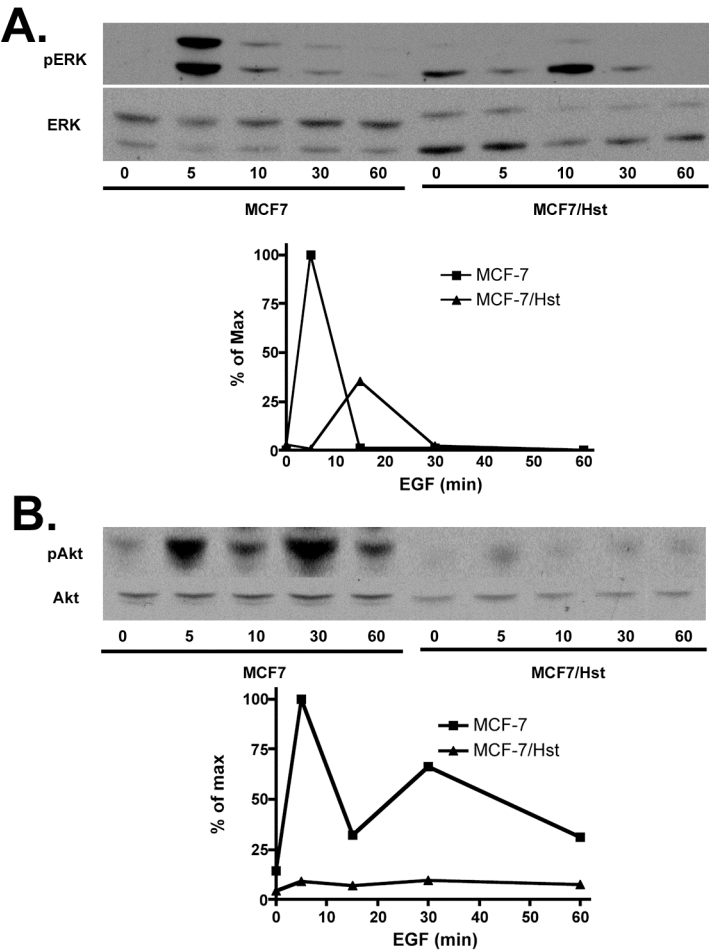 A.
pERK
ERK
0 5 10 30 60 0 5 10 30 60
MCF7 MCF7/Hst
100
75
50
25
0
% of Max
MCF-7
MCF-7/Hst
0 10 20 30 40 50 60
EGF (min)
B.
pAkt
Akt
0 5 10 30 60 0 5 10 30 60
MCF7 MCF7/Hst
100
75
50
25
0
% of max
MCF-7
MCF-7/Hst
0 10 20 30 40 50 60
EGF (min)